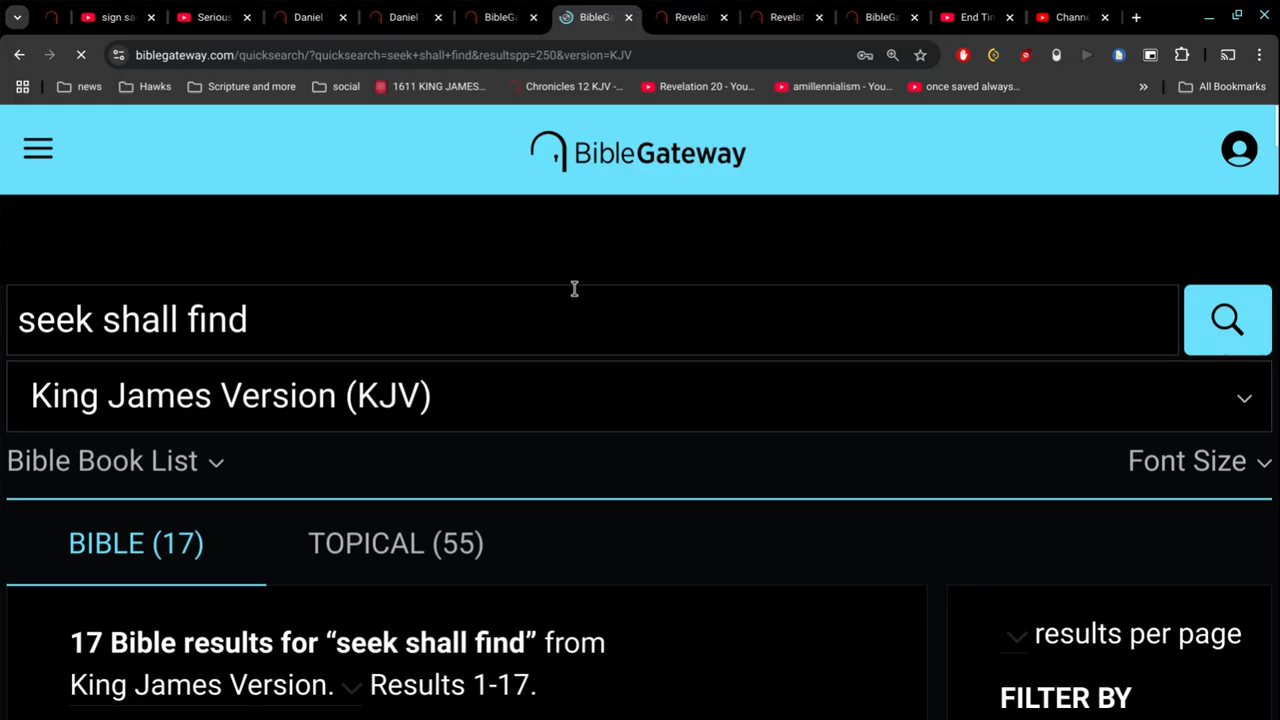 sign sa
Serious
Daniel
Daniel
BibleGa
BibleGa
Revelat
Revelat
BibleGa
End Tim
Chann
biblegateway.com/quicksearch/?quicksearch=seek+shall+find&resultspp=250&version=KJV
news
Hawks
Scripture and more
social
1611 KING JAMES...
Chronicles 12 KJV -...
Revelation 20 - You...
amillennialism - You...
once saved always...
»
All Bookmarks
BibleGateway
seek shall find
King James Version (KJV)
Bible Book List
Font Size
BIBLE (17)
TOPICAL (55)
17 Bible results for “seek shall find” from
King James Version. Results 1-17.
results per page
FILTER BY